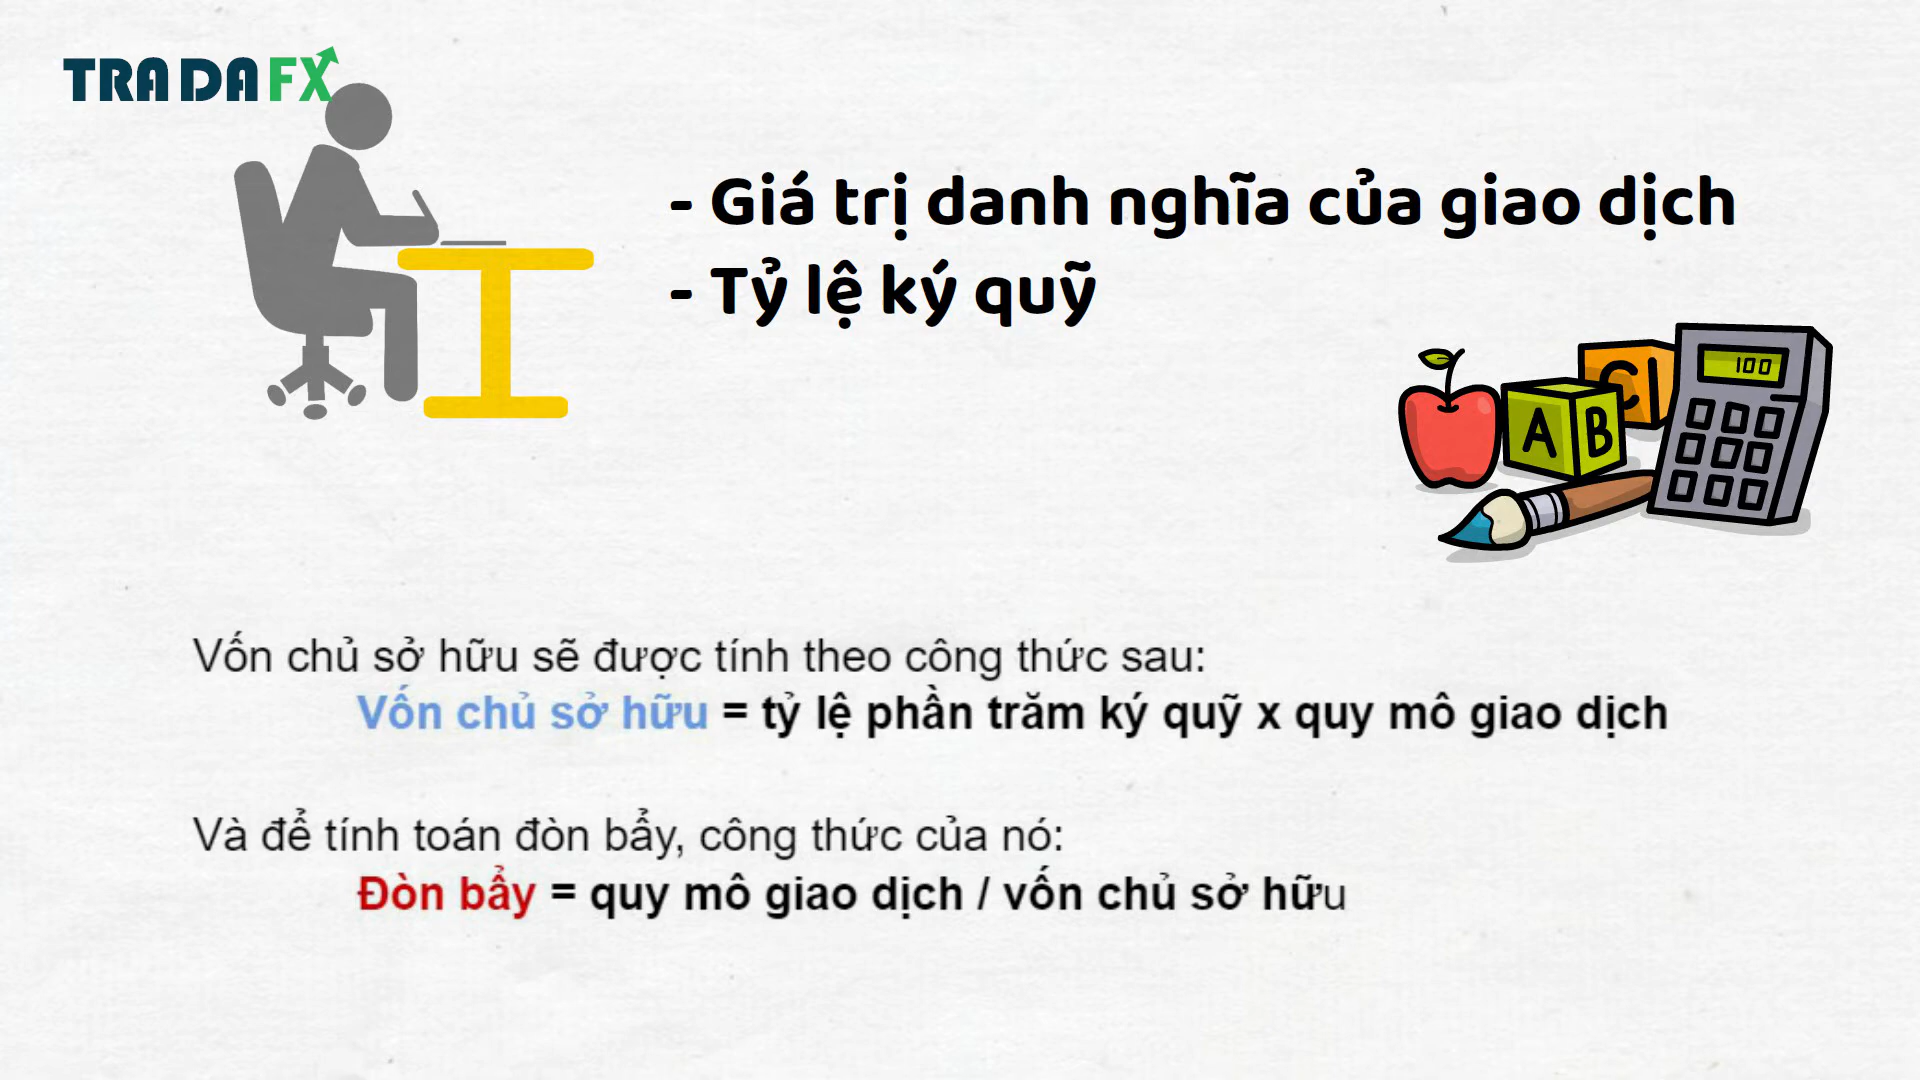 TRADAFX
- Giá trị danh nghĩa của giao dịch
- Tỷ lệ ký quỹ
100
C
A B
Vốn chủ sở hữu sẽ được tính theo công thức sau:
Vốn chủ sở hữu = tỷ lệ phần trăm ký quỹ x quy mô giao dịch
Và để tính toán đòn bẩy, công thức của nó:
Đòn bẩy = quy mô giao dịch / vốn chủ sở hữu